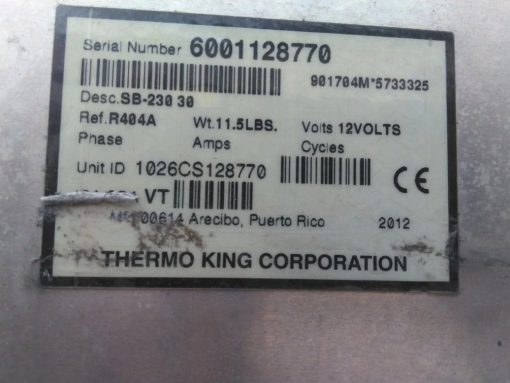 Serial Number 6001128770
901704M*5733325
Desc.SB-230 30
Ref.R404A Wt.11.5LBS. Volts 12VOLTS
Phase Amps Cycles
Unit ID 1026CS128770
CE
VT
00614 Arecibo, Puerto Rico 2012
THERMO KING CORPORATION